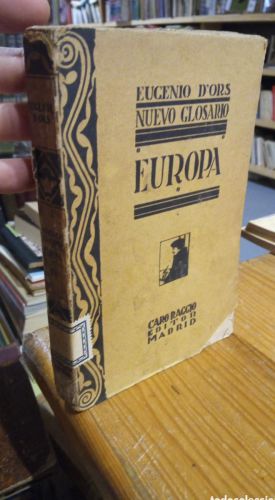 EUGENIO D'ORS
NUEVO GLOSARIO
EUROPA
CARO RAGGIO
EDITOR
MADRID